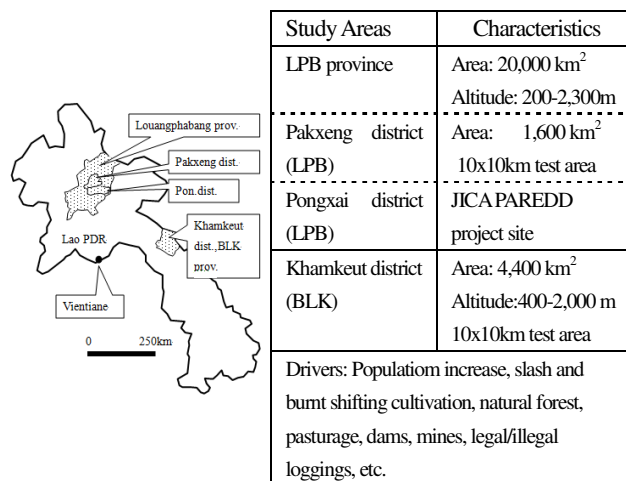 Louangphabang prov.
Pakxeng dist.
Pon.dist.
Khamkeut
dist.,BLK
prov.
Lao PDR
Vientiane
0 250km
Study Areas Characteristics
LPB province Area: 20,000 km²
Altitude: 200-2,300m
Pakxeng district Area: 1,600 km²
(LPB) 10x10km test area
Pongxai district JICA PAREDD
(LPB) project site
Khamkeut district Area: 4,400 km²
(BLK) Altitude:400-2,000 m
10x10km test area
Drivers: Populatiom increase, slash and
burnt shifting cultivation, natural forest,
pasturage, dams, mines, legal/illegal
loggings, etc.